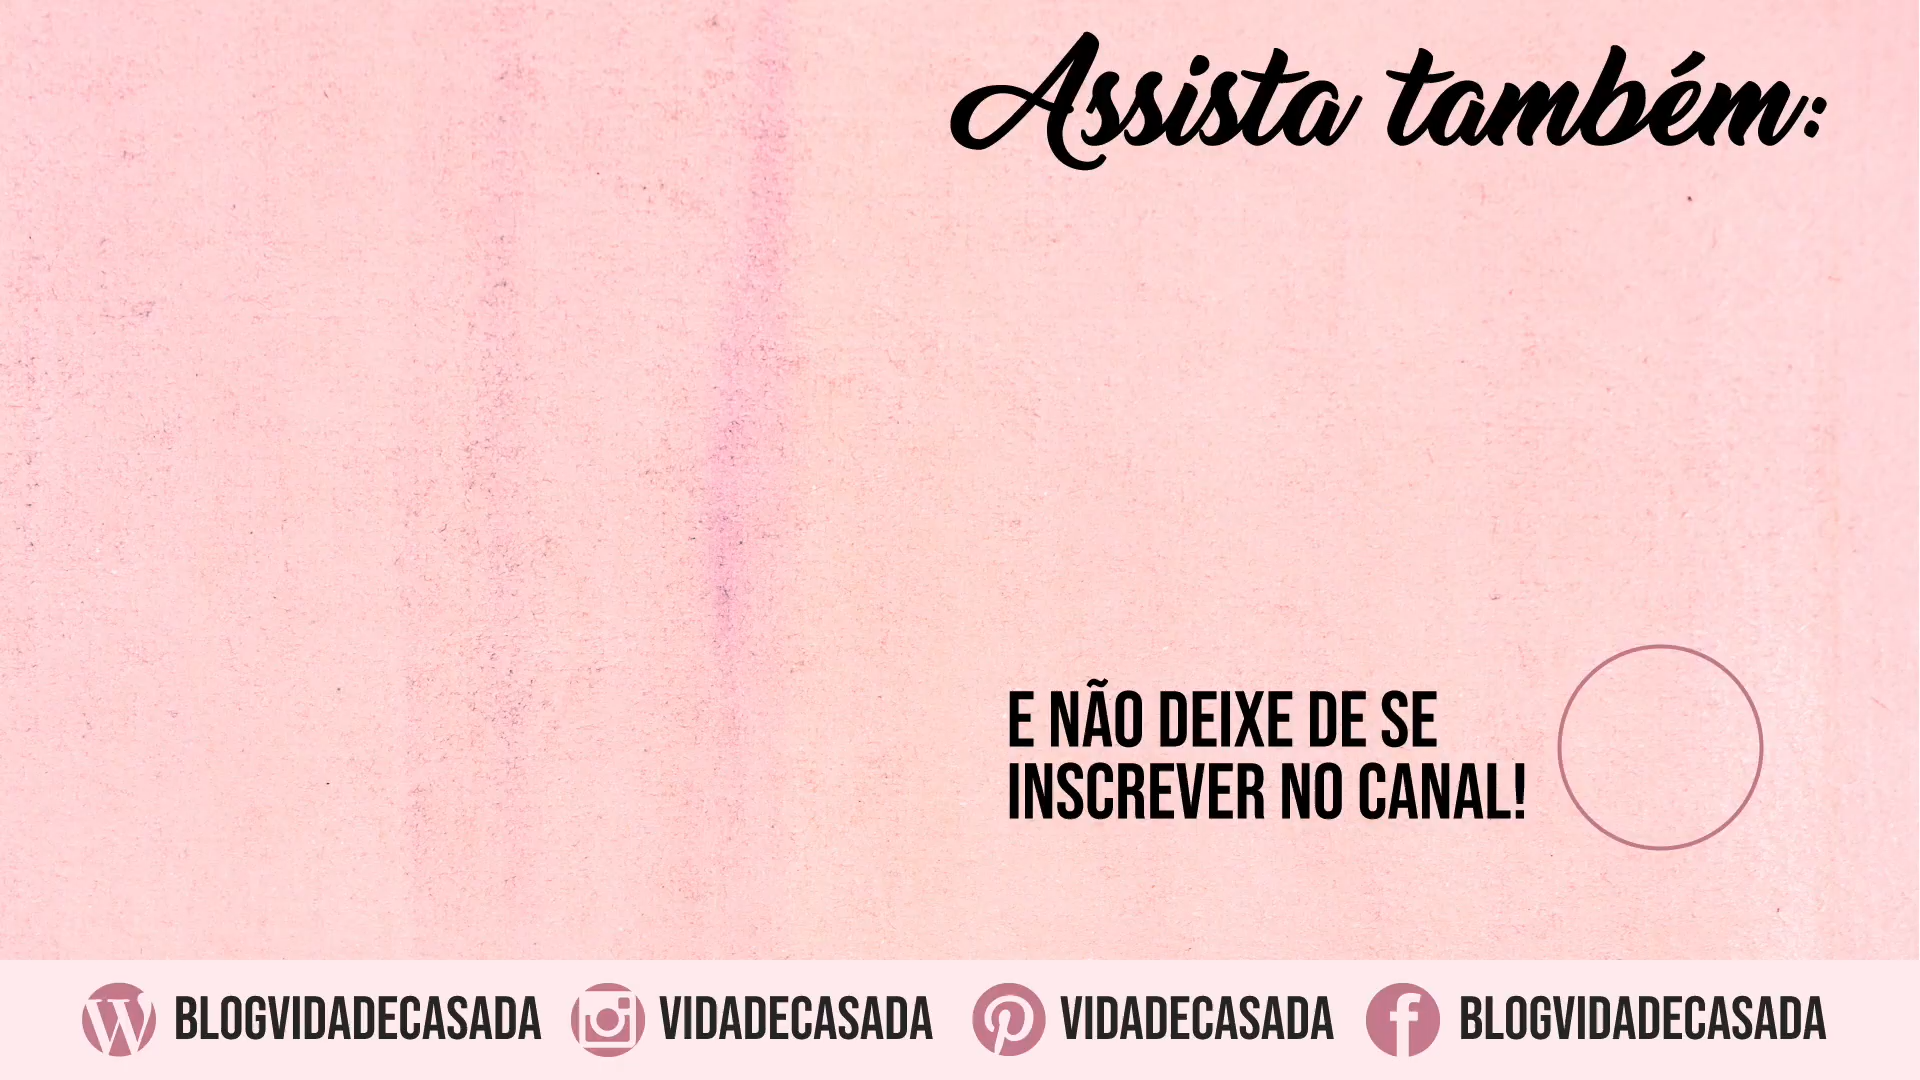 Assista também:
E NÃO DEIXE DE SE
INSCREVER NO CANAL!
BLOGVIDADECASADA VIDADECASADA VIDADECASADA BLOGVIDADECASADA